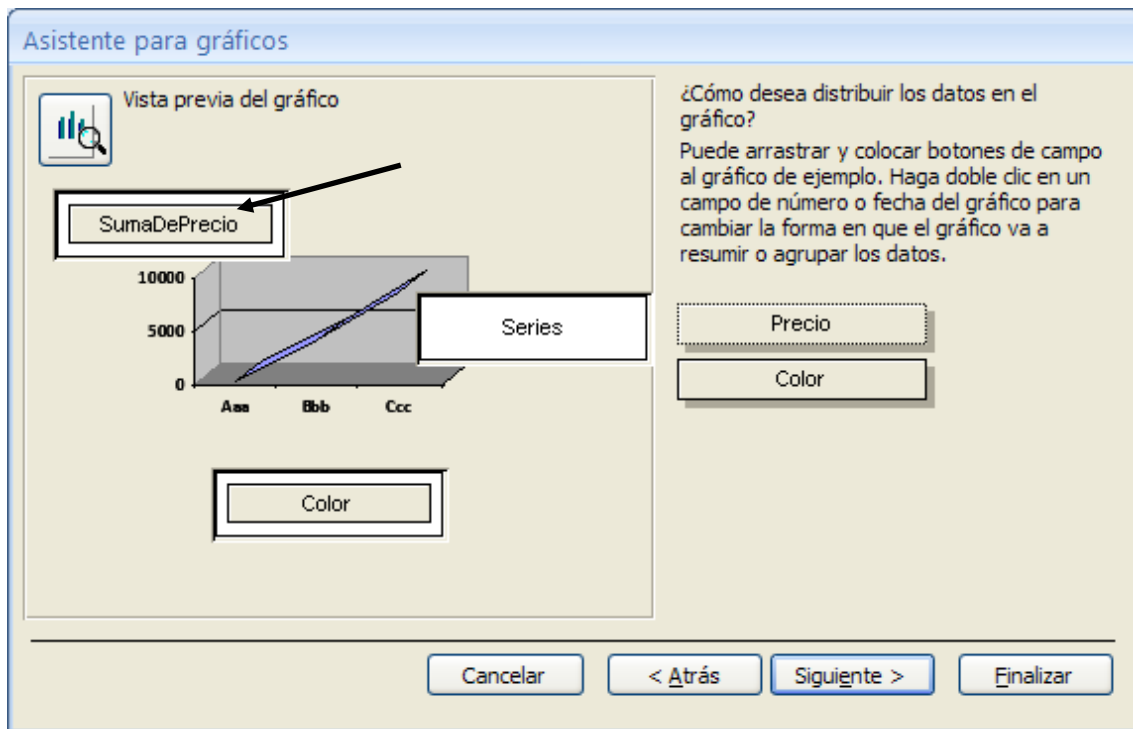 Asistente para gráficos
Vista previa del gráfico
SumaDePrecio
10000
5000
0
Aaa Bbb Ccc
Series
Color
¿Cómo desea distribuir los datos en el
gráfico?
Puede arrastrar y colocar botones de campo
al gráfico de ejemplo. Haga doble clic en un
campo de número o fecha del gráfico para
cambiar la forma en que el gráfico va a
resumir o agrupar los datos.
Precio
Color
Cancelar
< Atrás
Siguiente >
Finalizar